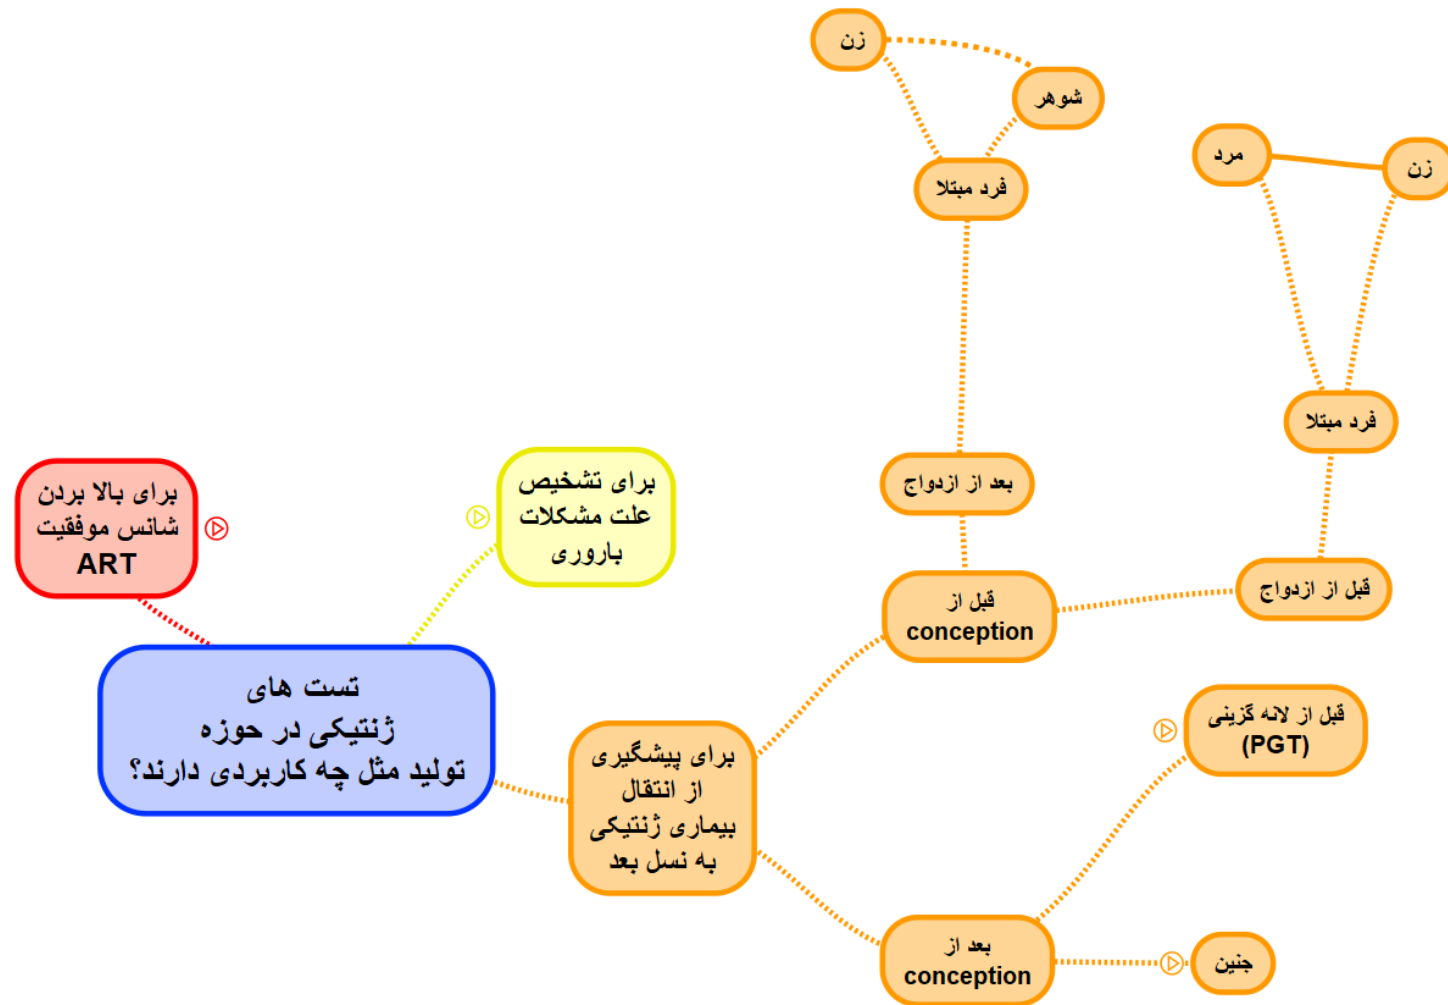 زن
شوهر
فرد مبتلا
مرد
زن
فرد مبتلا
بعد از ازدواج
قبل از ازدواج
قبل از
conception
برای بالا بردن
شانس موفقیت
ART
برای تشخیص
علت مشکلات
باروری
تست های
ژنتیکی در حوزه
تولید مثل چه کاربردی دارند؟
برای پیشگیری
از انتقال
بیماری ژنتیکی
به نسل بعد
قبل از لانه گزینی
(PGT)
بعد از
conception
جنین